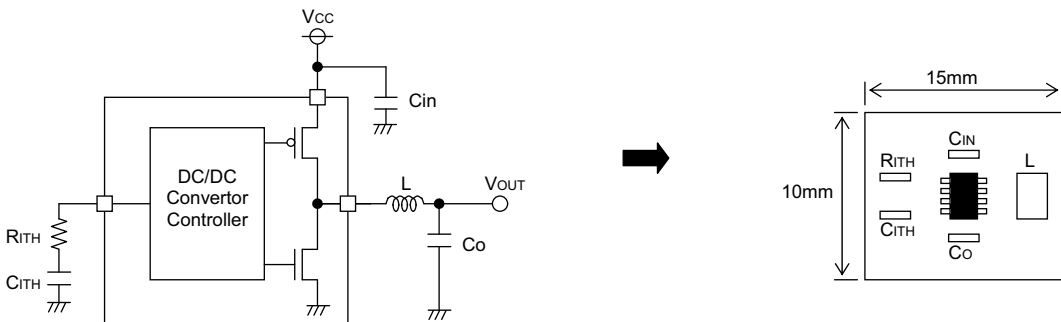 VCC
Cin
DC/DC
Convertor
Controller
L
VOUT
RITH
Co
CITH
15mm
10mm
CIN
RITH
L
CITH
CO